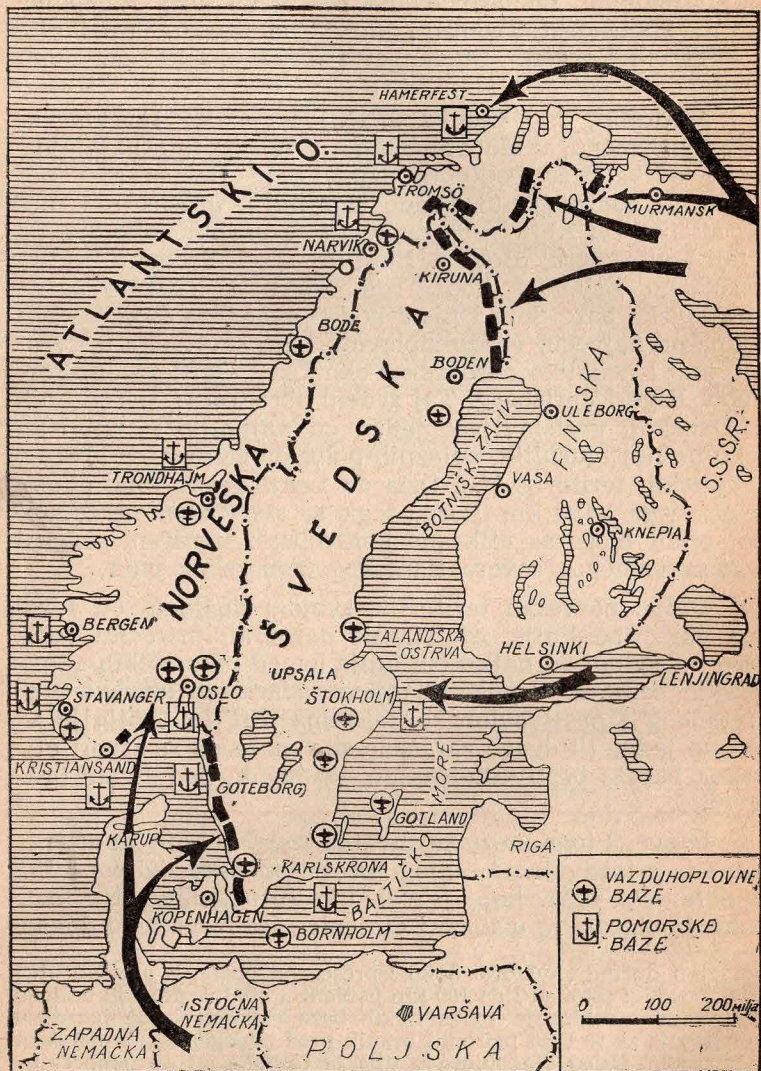 HAMERFEST
ATLANTSKI O.
TROMSÖ
MURMANSK
NARVIK
KIRUNA
BODE
BODEN
ULEBORG
FINSKA
S.S.S.R.
BOTNIŠKI ZALIV
VASA
TRONDHAJM
NORVEŠKA
ŠVEDSKA
KNEPIA
BERGEN
ALANDSKA
OSTRVA
HELSINKI
LENJINGRAD
UPSALA
ŠTOKHOLM
STAVANGER
OSLO
KRISTIANSAND
GOTEBORG
GOTLAND
BALTIČKO MORE
KARUP
RIGA
KARLSKRONA
KOPENHAGEN
BORNHOLM
VAZDUHOPLOVNE
BAZE
POMORSKE
BAZE
0 100 200 milja
ISTOČNA
NEMAČKA
ZAPADNA
NEMAČKA
VARŠAVA
POLJSKA